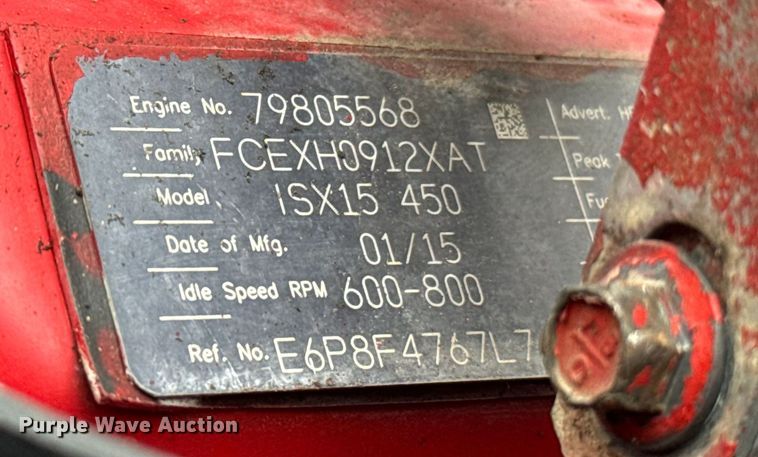 Engine No. 79805568
Family FCEXH0912XAT
Model ISX15 450
Date of Mfg. 01/15
Idle Speed RPM 600-800
Ref. No. E6P8F4767L7
Advert.
Peak
Purple Wave Auction